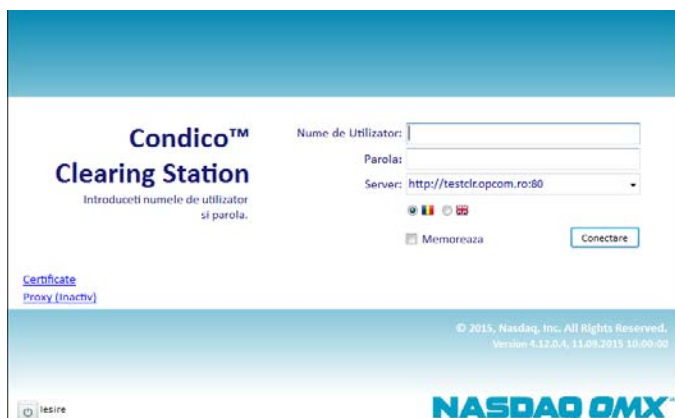 Condico™
Clearing Station
Introduceti numele de utilizator
si parola.
Nume de Utilizator:
Parola:
Server: http://testclr.opcom.ro:80
Memoreaza
Conectare
Certificate
Proxy (Inactiv)
© 2015, Nasdaq, Inc. All Rights Reserved.
Version 4.12.0.4, 11.09.2015 10:00:00
Iesire
NASDAQ OMX